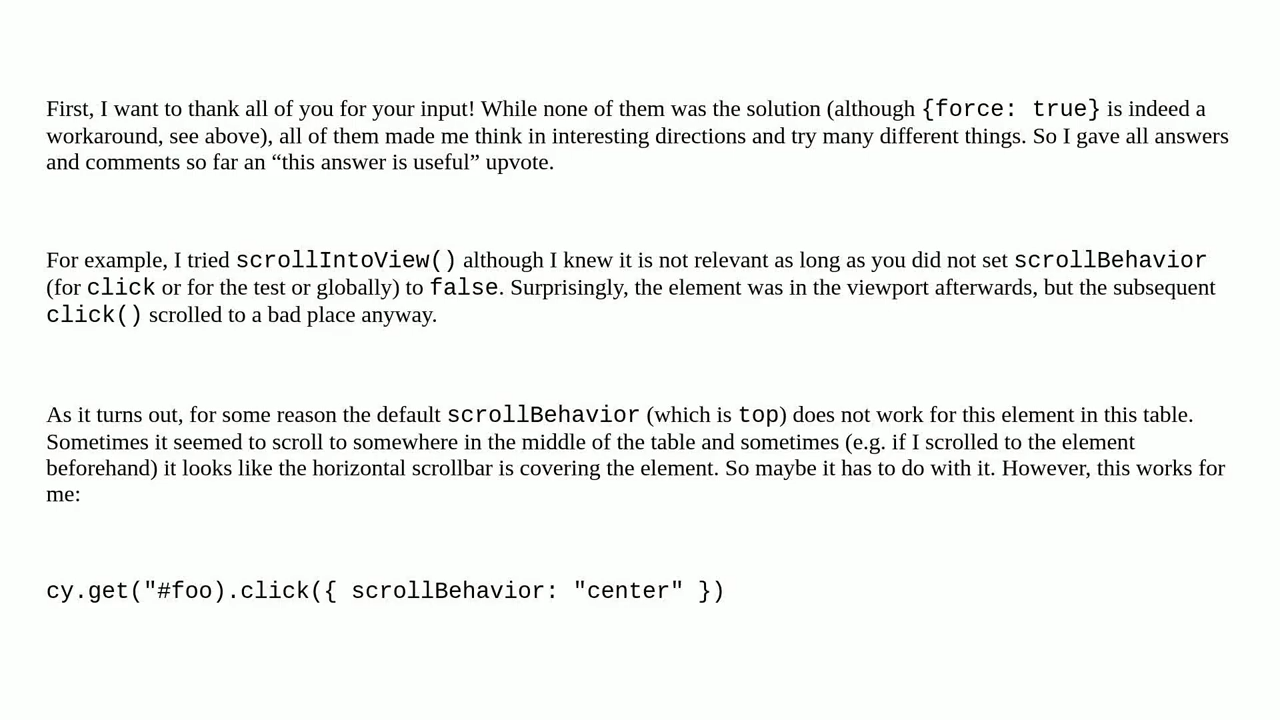 First, I want to thank all of you for your input! While none of them was the solution (although {force: true} is indeed a
workaround, see above), all of them made me think in interesting directions and try many different things. So I gave all answers
and comments so far an “this answer is useful” upvote.
For example, I tried scrollIntoView() although I knew it is not relevant as long as you did not set scrollBehavior
(for click or for the test or globally) to false. Surprisingly, the element was in the viewport afterwards, but the subsequent
click() scrolled to a bad place anyway.
As it turns out, for some reason the default scrollBehavior (which is top) does not work for this element in this table.
Sometimes it seemed to scroll to somewhere in the middle of the table and sometimes (e.g. if I scrolled to the element
beforehand) it looks like the horizontal scrollbar is covering the element. So maybe it has to do with it. However, this works for
me:
cy.get("#foo).click({ scrollBehavior: "center" })